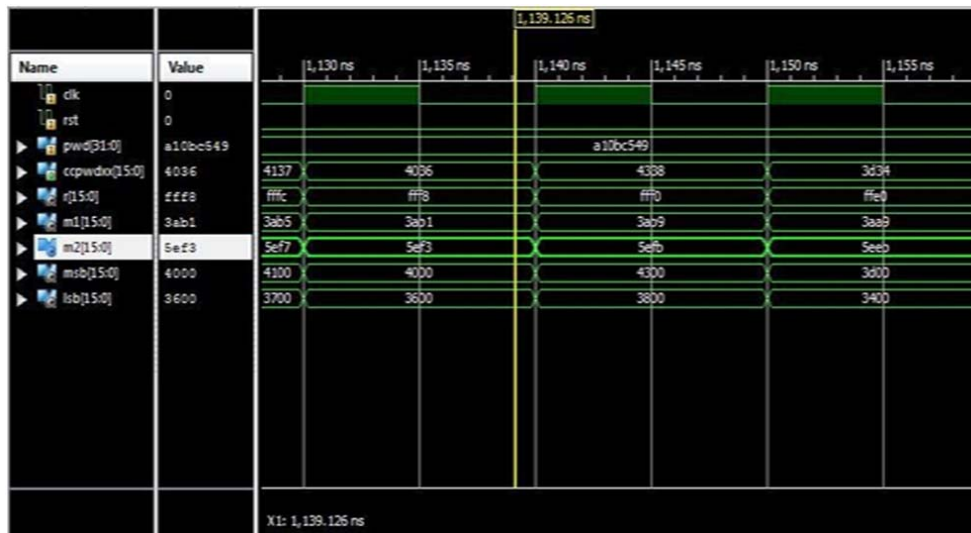 1,139.126 ns
Name Value
1,130 ns 1,135 ns 1,140 ns 1,145 ns 1,150 ns 1,155 ns
clk 0
rst 0
pwd[31:0] a10bc549 a10bc549
ccpwdxx[15:0] 4036 4137 4036 4338 3d34
r[15:0] fff8 fffc fff8 fff0 ffe0
m1[15:0] 3ab1 3ab5 3ab1 3ab9 3aa9
m2[15:0] 5ef3 5ef7 5ef3 5efb 5eeb
msb[15:0] 4000 4100 4000 4300 3d00
lsb[15:0] 3600 3700 3600 3800 3400
X1: 1,139.126 ns